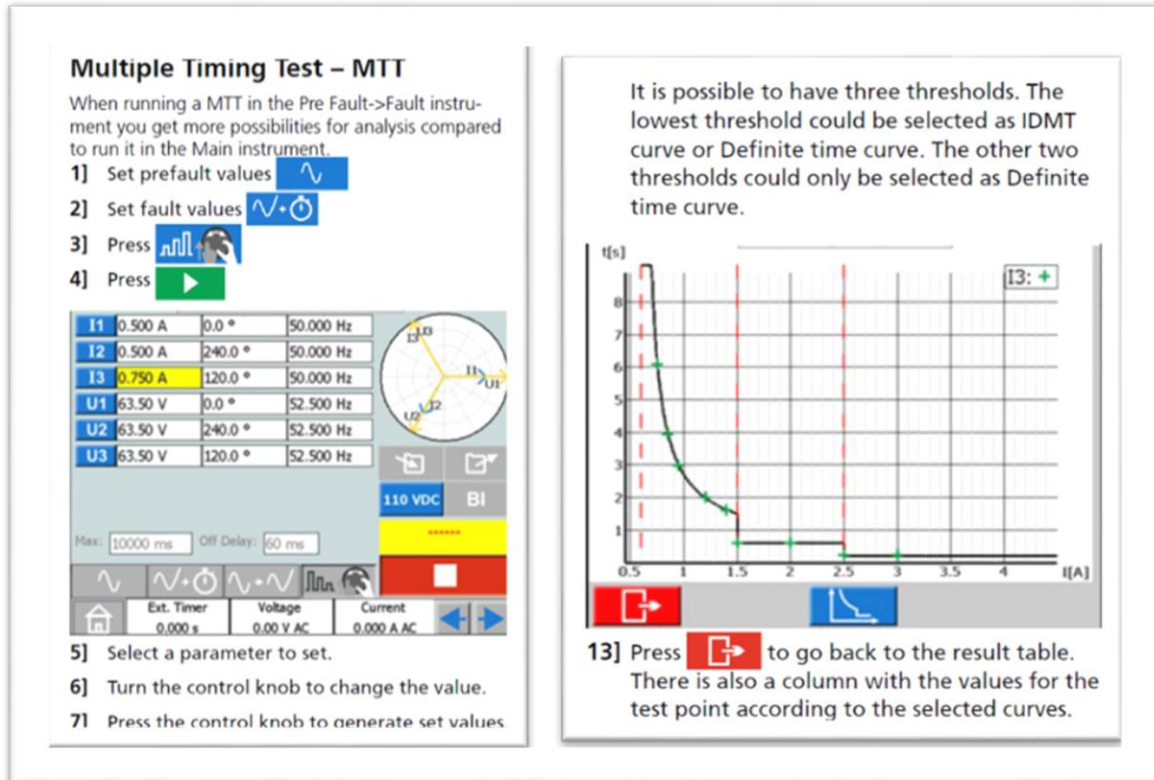 Multiple Timing Test – MTT
When running a MTT in the Pre Fault->Fault instru-
ment you get more possibilities for analysis compared
to run it in the Main instrument.
1] Set prefault values
2] Set fault values
3] Press
4] Press
I1 0.500 A 0.0 ° 50.000 Hz
I2 0.500 A 240.0 ° 50.000 Hz
I3 0.750 A 120.0 ° 50.000 Hz
U1 63.50 V 0.0 ° 52.500 Hz
U2 63.50 V 240.0 ° 52.500 Hz
U3 63.50 V 120.0 ° 52.500 Hz
U3
I3
I1
U1
I2
U2
110 VDC BI
Max: 10000 ms Off Delay: 60 ms
Ext. Timer Voltage Current
0.000 s 0.00 V AC 0.000 A AC
5] Select a parameter to set.
6] Turn the control knob to change the value.
7] Press the control knob to generate set values
It is possible to have three thresholds. The
lowest threshold could be selected as IDMT
curve or Definite time curve. The other two
thresholds could only be selected as Definite
time curve.
t[s]
I3: +
8
7
6
5
4
3
2
1
0.5 1 1.5 2 2.5 3 3.5 4 I[A]
13] Press to go back to the result table.
There is also a column with the values for the
test point according to the selected curves.